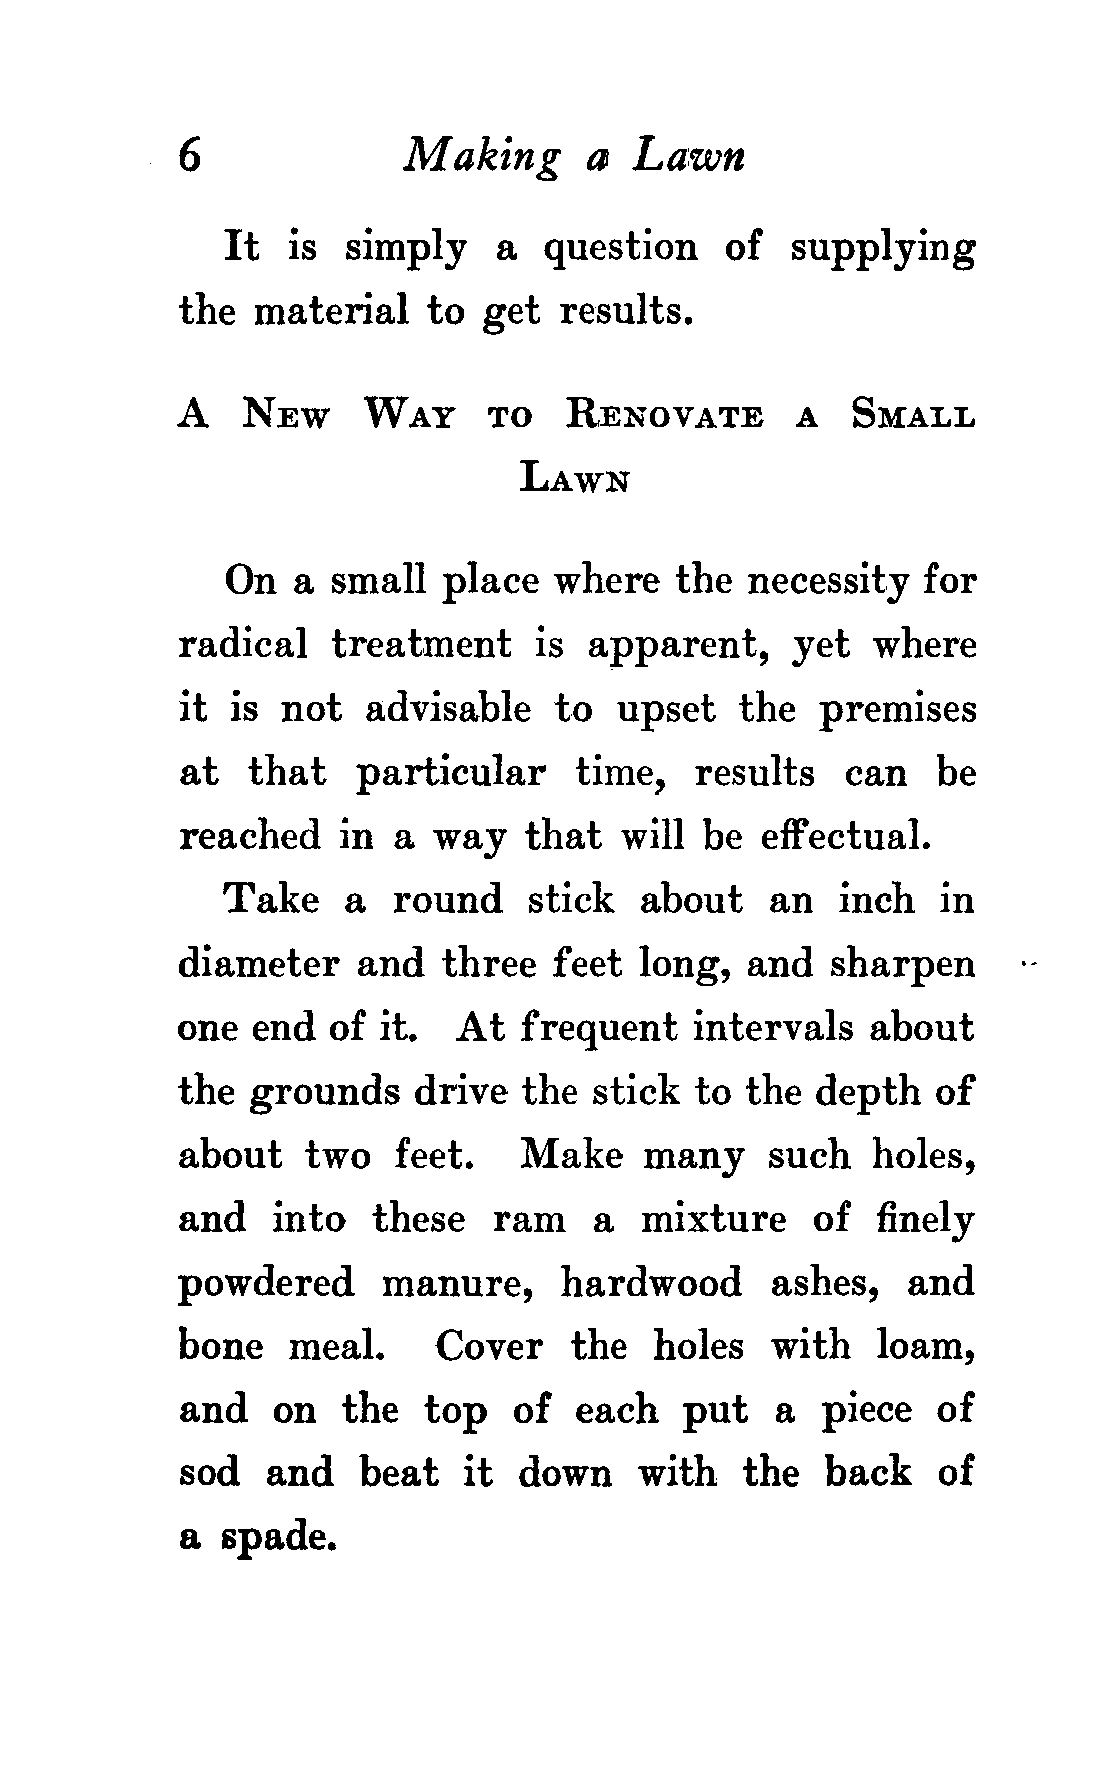 6 Making a Lawn
It is simply a question of supplying
the material to get results.
A New Way to Renovate a Small
Lawn
On a small place where the necessity for
radical treatment is apparent, yet where
it is not advisable to upset the premises
at that particular time, results can be
reached in a way that will be effectual.
Take a round stick about an inch in
diameter and three feet long, and sharpen
one end of it. At frequent intervals about
the grounds drive the stick to the depth of
about two feet. Make many such holes,
and into these ram a mixture of finely
powdered manure, hardwood ashes, and
bone meal. Cover the holes with loam,
and on the top of each put a piece of
sod and beat it down with the back of
a spade.